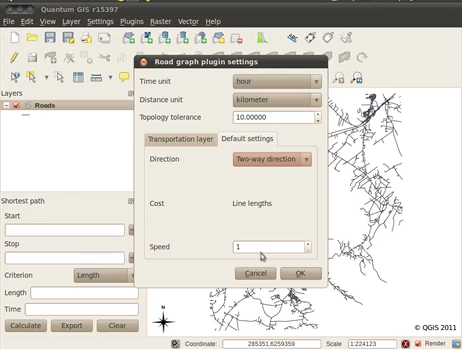 Quantum GIS r15397
File Edit View Layer Settings Plugins Raster Vector Help
Layers
Roads
Shortest path
Start
Stop
Criterion Length
Length
Time
Calculate Export Clear
Road graph plugin settings
Time unit hour
Distance unit kilometer
Topology tolerance 10.00000
Transportation layer Default settings
Direction Two-way direction
Cost Line lengths
Speed 1
Cancel OK
© QGIS 2011
Coordinate: 285351,6259359 Scale 1:224123 Render